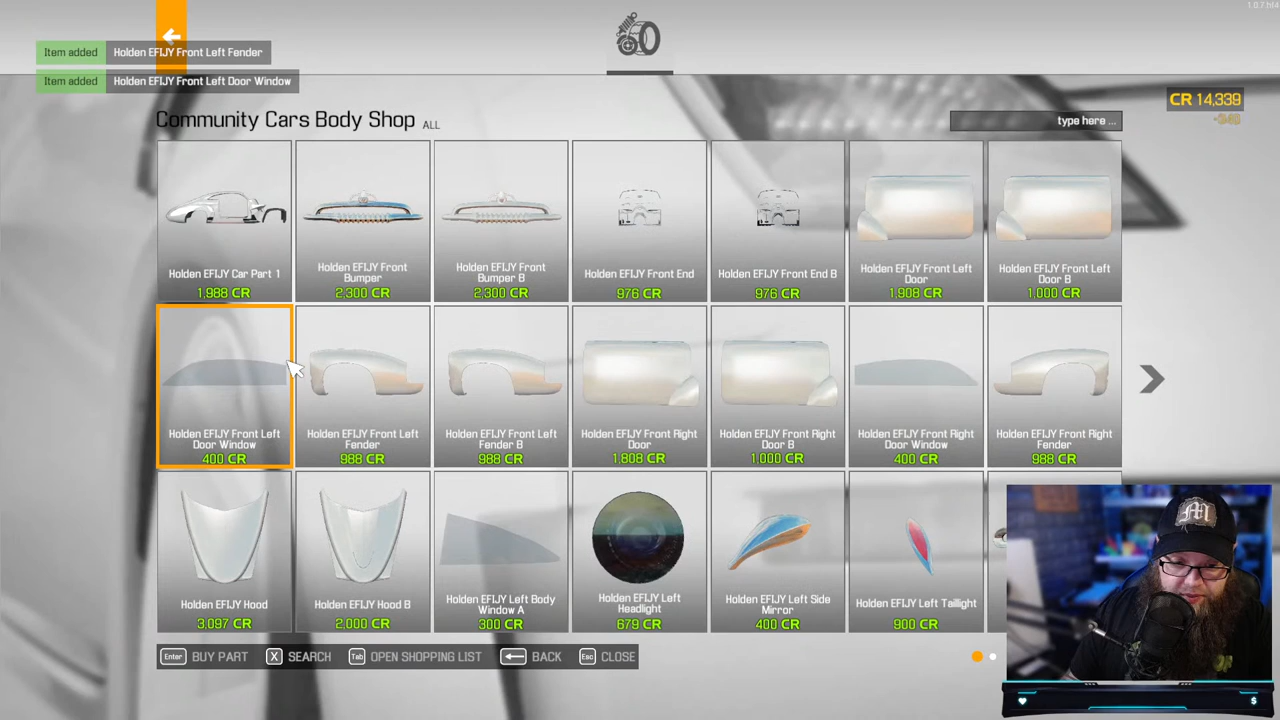 1.0.7.hf4
Item added Holden EFIJY Front Left Fender
Item added Holden EFIJY Front Left Door Window
CR 14,339
Community Cars Body Shop ALL
type here ...
Holden EFIJY Car Part 1
1,988 CR
Holden EFIJY Front
Bumper
2,300 CR
Holden EFIJY Front
Bumper B
2,300 CR
Holden EFIJY Front End
976 CR
Holden EFIJY Front End B
976 CR
Holden EFIJY Front Left
Door
1,908 CR
Holden EFIJY Front Left
Door B
1,000 CR
Holden EFIJY Front Left
Door Window
400 CR
Holden EFIJY Front Left
Fender
988 CR
Holden EFIJY Front Left
Fender B
988 CR
Holden EFIJY Front Right
Door
1,808 CR
Holden EFIJY Front Right
Door B
1,000 CR
Holden EFIJY Front Right
Door Window
400 CR
Holden EFIJY Front Right
Fender
988 CR
Holden EFIJY Hood
3,097 CR
Holden EFIJY Hood B
2,000 CR
Holden EFIJY Left Body
Window A
300 CR
Holden EFIJY Left
Headlight
679 CR
Holden EFIJY Left Side
Mirror
400 CR
Holden EFIJY Left Taillight
900 CR
M
Enter BUY PART X SEARCH Tab OPEN SHOPPING LIST BACK Esc CLOSE